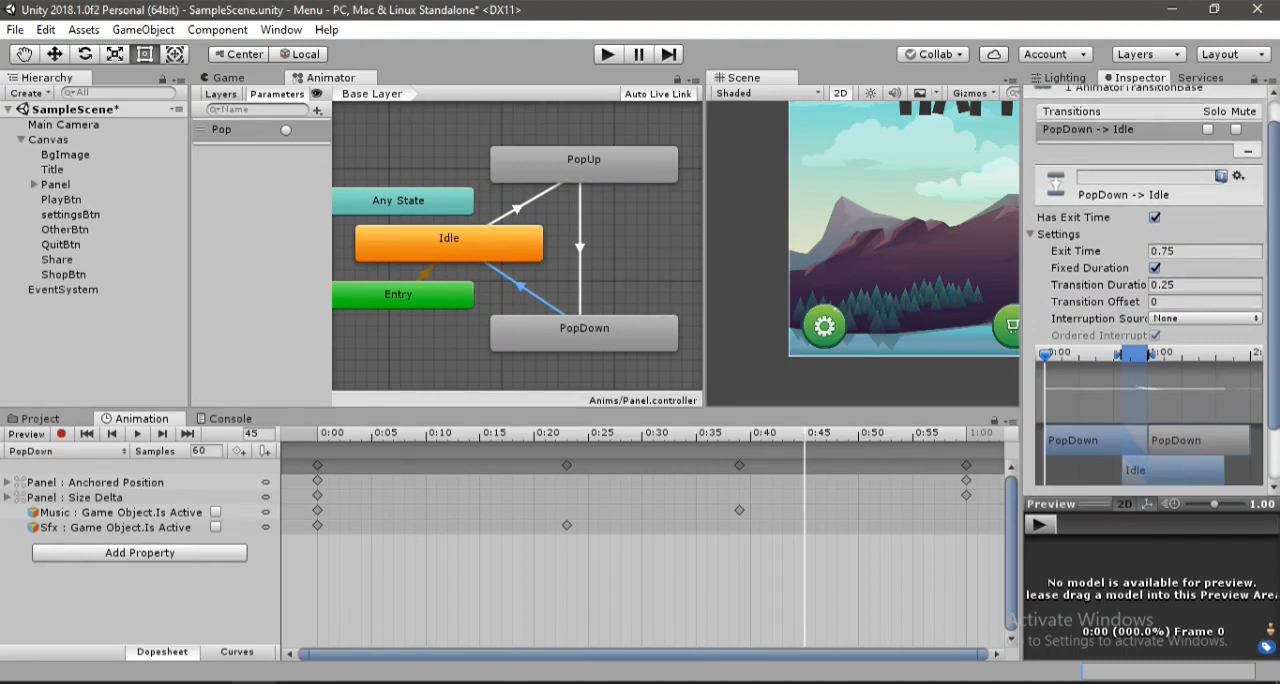 Unity 2018.1.0f2 Personal (64bit) - SampleScene.unity - Menu - PC, Mac & Linux Standalone* <DX11>
File Edit Assets GameObject Component Window Help
Center Local Collab Account Layers Layout
Hierarchy
Create All
SampleScene*
Main Camera
Canvas
BgImage
Title
Panel
PlayBtn
settingsBtn
OtherBtn
QuitBtn
Share
ShopBtn
EventSystem
Game Animator
Layers Parameters Base Layer Auto Live Link
Name
Pop
PopUp
Any State
Idle
Entry
PopDown
Anims/Panel.controller
Scene
Shaded 2D Gizmos
Lighting Inspector Services
1 AnimatorTransitionBase
Transitions Solo Mute
PopDown -> Idle
PopDown -> Idle
Has Exit Time
Settings
Exit Time 0.75
Fixed Duration
Transition Duratio 0.25
Transition Offset 0
Interruption Sourc None
Ordered Interrupt
0:00 1:00 2:
PopDown PopDown
Idle
Preview 2D 1.00
No model is available for preview.
lease drag a model into this Preview Area
Activate Windows
0:00 (000.0%) Frame 0
to Settings to activate Windows.
Project Animation Console
Preview 45 0:00 0:05 0:10 0:23 0:25 0:30 0:35 0:40 0:45 0:50 0:55 1:00
PopDown Samples 60
Panel : Anchored Position
Panel : Size Delta
Music : Game Object.Is Active
Sfx : Game Object.Is Active
Add Property
Dopesheet Curves